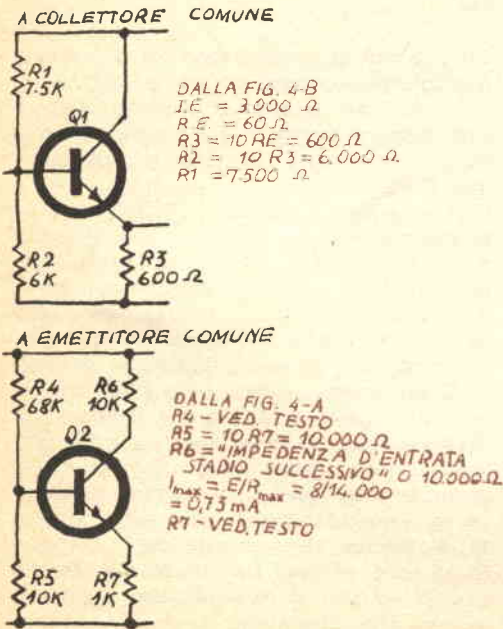 A COLLETTORE COMUNE
R1
7.5K
Q1
R2
6K
R3
600 Ω
DALLA FIG. 4-B
I.E = 3.000 Ω
R.E. = 60 Ω
R3 = 10 RE = 600 Ω
R2 = 10 R3 = 6.000 Ω
R1 = 7500 Ω
A EMETTITORE COMUNE
R4
68K
R6
10K
Q2
R5
10K
R7
1K
DALLA FIG. 4-A
R4 - VED. TESTO
R5 = 10 R7 = 10.000 Ω
R6 = "IMPEDENZA D'ENTRATA
STADIO SUCCESSIVO" O 10.000 Ω
Imax = E/Rmax = 8/14.000
= 0,73 mA
R7 - VED. TESTO